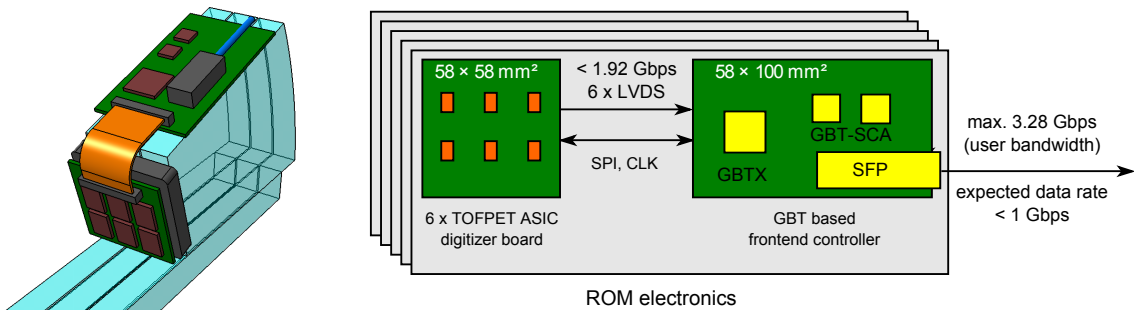 58 × 58 mm²
< 1.92 Gbps
6 x LVDS
SPI, CLK
58 × 100 mm²
GBT-SCA
GBTX
SFP
max. 3.28 Gbps
(user bandwidth)
expected data rate
< 1 Gbps
6 x TOFPET ASIC
digitizer board
GBT based
frontend controller
ROM electronics